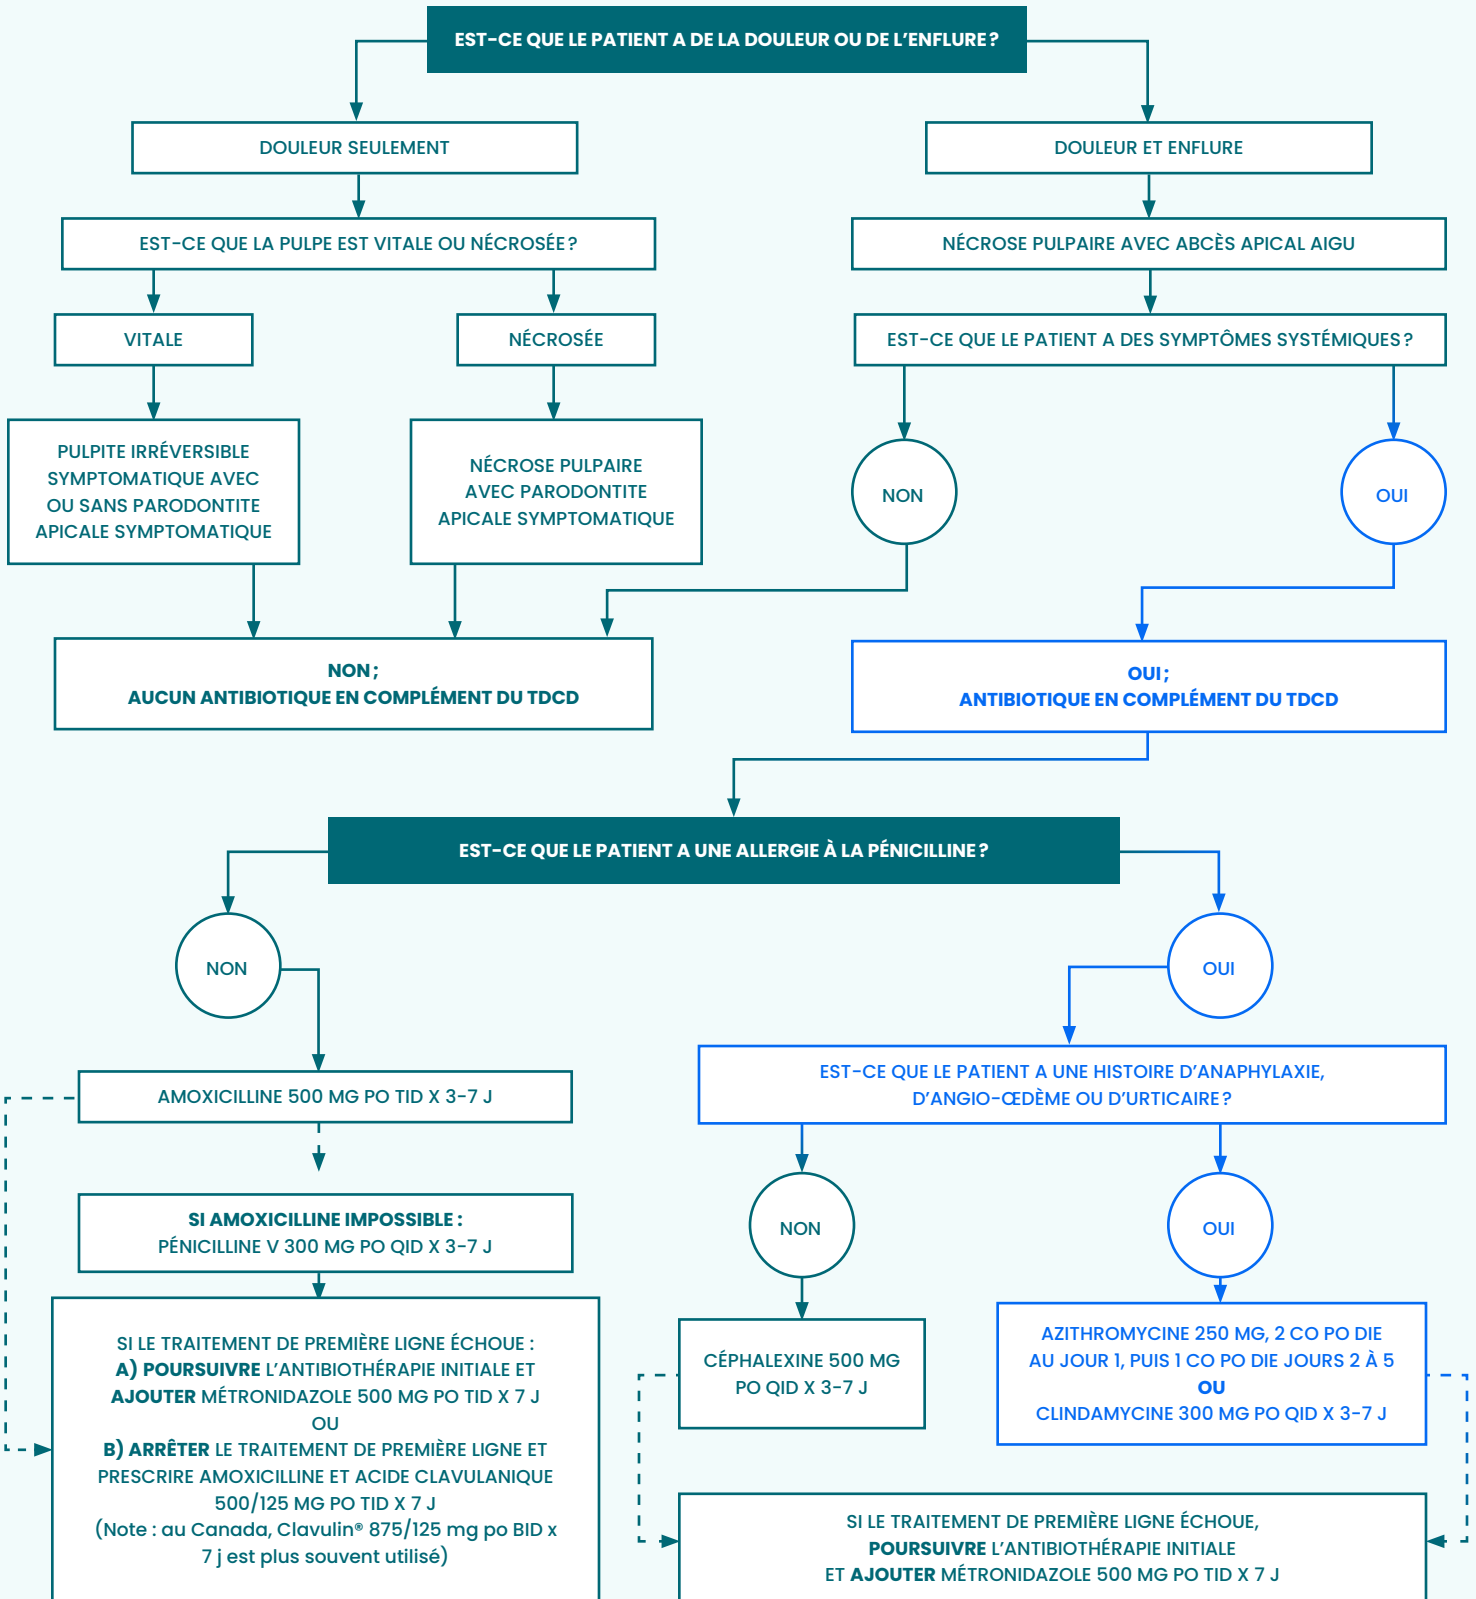 EST-CE QUE LE PATIENT A DE LA DOULEUR OU DE L'ENFLURE ?
DOULEUR SEULEMENT
DOULEUR ET ENFLURE
EST-CE QUE LA PULPE EST VITALE OU NÉCROSÉE ?
NÉCROSE PULPAIRE AVEC ABCÈS APICAL AIGU
VITALE
NÉCROSÉE
EST-CE QUE LE PATIENT A DES SYMPTÔMES SYSTÉMIQUES ?
PULPITE IRRÉVERSIBLE
SYMPTOMATIQUE AVEC
OU SANS PARODONTITE
APICALE SYMPTOMATIQUE
NÉCROSE PULPAIRE
AVEC PARODONTITE
APICALE SYMPTOMATIQUE
NON
OUI
NON ;
AUCUN ANTIBIOTIQUE EN COMPLÉMENT DU TDCD
OUI ;
ANTIBIOTIQUE EN COMPLÉMENT DU TDCD
EST-CE QUE LE PATIENT A UNE ALLERGIE À LA PÉNICILLINE ?
NON
OUI
AMOXICILLINE 500 MG PO TID X 3-7 J
EST-CE QUE LE PATIENT A UNE HISTOIRE D'ANAPHYLAXIE,
D'ANGIO-ŒDÈME OU D'URTICAIRE ?
SI AMOXICILLINE IMPOSSIBLE :
PÉNICILLINE V 300 MG PO QID X 3-7 J
NON
OUI
SI LE TRAITEMENT DE PREMIÈRE LIGNE ÉCHOUE :
A) POURSUIVRE L'ANTIBIOTHÉRAPIE INITIALE ET
AJOUTER MÉTRONIDAZOLE 500 MG PO TID X 7 J
OU
B) ARRÊTER LE TRAITEMENT DE PREMIÈRE LIGNE ET
PRESCRIRE AMOXICILLINE ET ACIDE CLAVULANIQUE
500/125 MG PO TID X 7 J
(Note : au Canada, Clavulin® 875/125 mg po BID x
7 j est plus souvent utilisé)
CÉPHALEXINE 500 MG
PO QID X 3-7 J
AZITHROMYCINE 250 MG, 2 CO PO DIE
AU JOUR 1, PUIS 1 CO PO DIE JOURS 2 À 5
OU
CLINDAMYCINE 300 MG PO QID X 3-7 J
SI LE TRAITEMENT DE PREMIÈRE LIGNE ÉCHOUE,
POURSUIVRE L'ANTIBIOTHÉRAPIE INITIALE
ET AJOUTER MÉTRONIDAZOLE 500 MG PO TID X 7 J